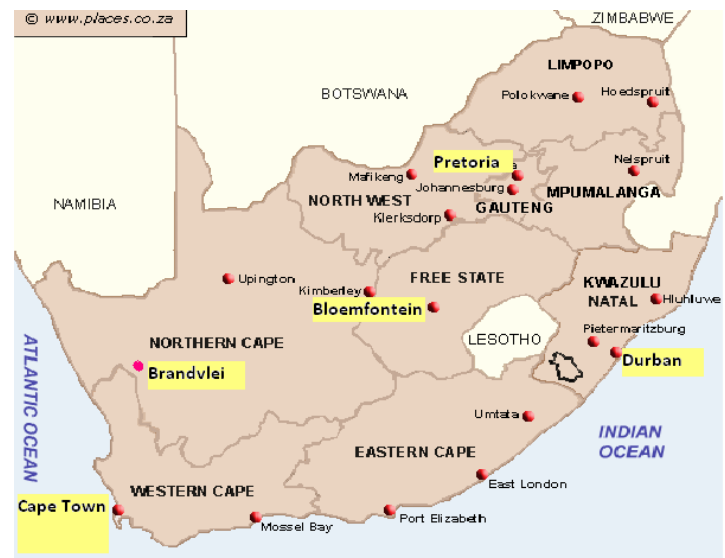 © www.places.co.za
ZIMBABWE
LIMPOPO
BOTSWANA
Polokwane
Hoedspruit
Pretoria
a
Nelspruit
Mafikeng
Johannesburg
MPUMALANGA
NORTH WEST
GAUTENG
NAMIBIA
Klerksdorp
Upington
FREE STATE
KWAZULU
NATAL
Kimberley
Hluhluwe
Bloemfontein
NORTHERN CAPE
LESOTHO
Pietermaritzburg
Durban
ATLANTIC OCEAN
Brandvlei
Umtata
INDIAN
OCEAN
EASTERN CAPE
East London
WESTERN CAPE
Cape Town
Mossel Bay
Port Elizabeth